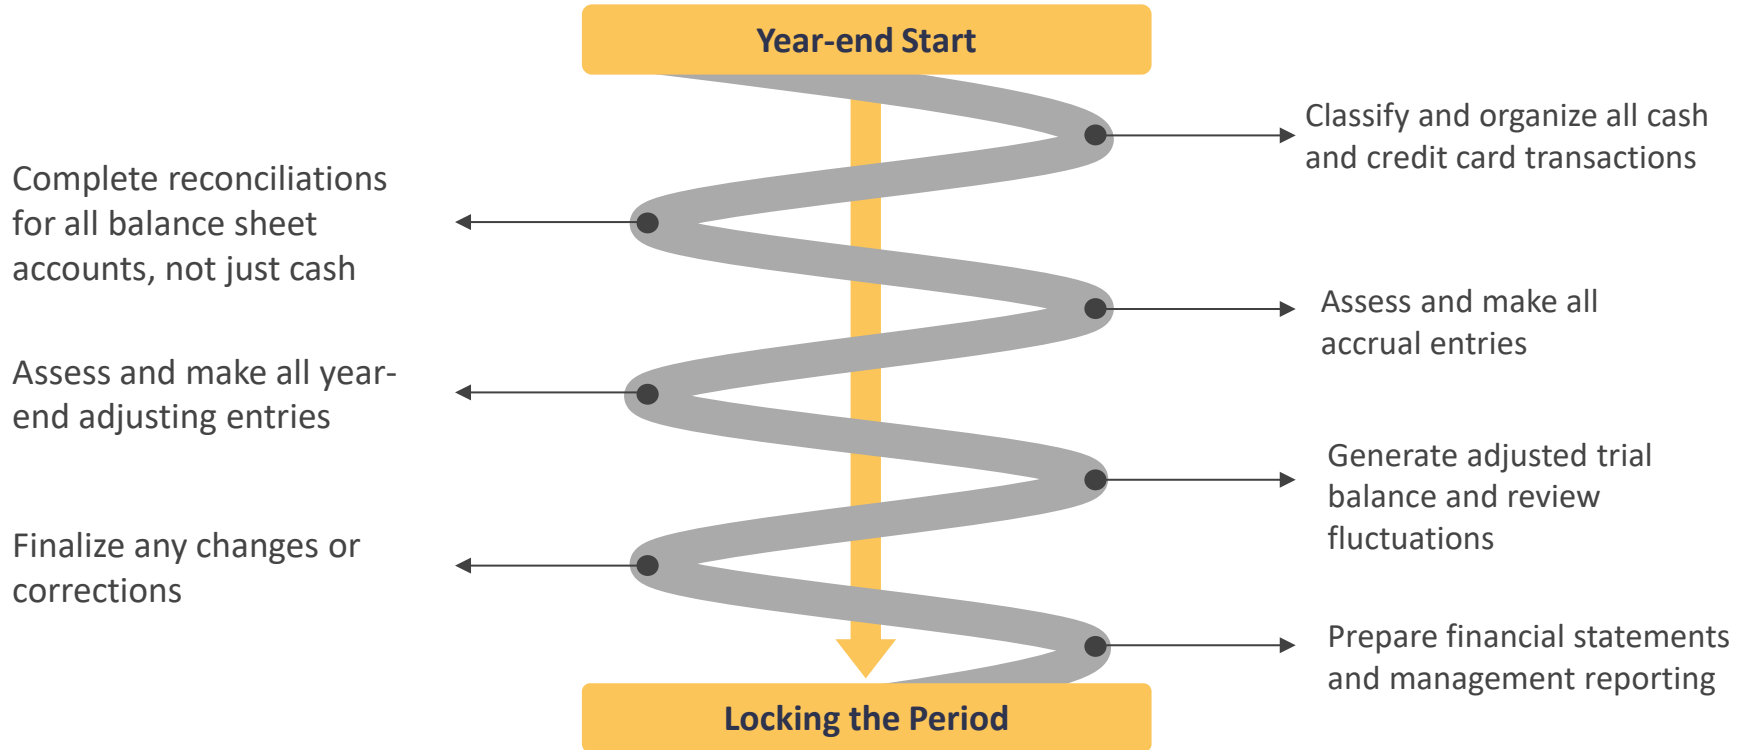 Year-end Start
Classify and organize all cash
and credit card transactions
Complete reconciliations
for all balance sheet
accounts, not just cash
Assess and make all
accrual entries
Assess and make all year-
end adjusting entries
Generate adjusted trial
balance and review
fluctuations
Finalize any changes or
corrections
Prepare financial statements
and management reporting
Locking the Period